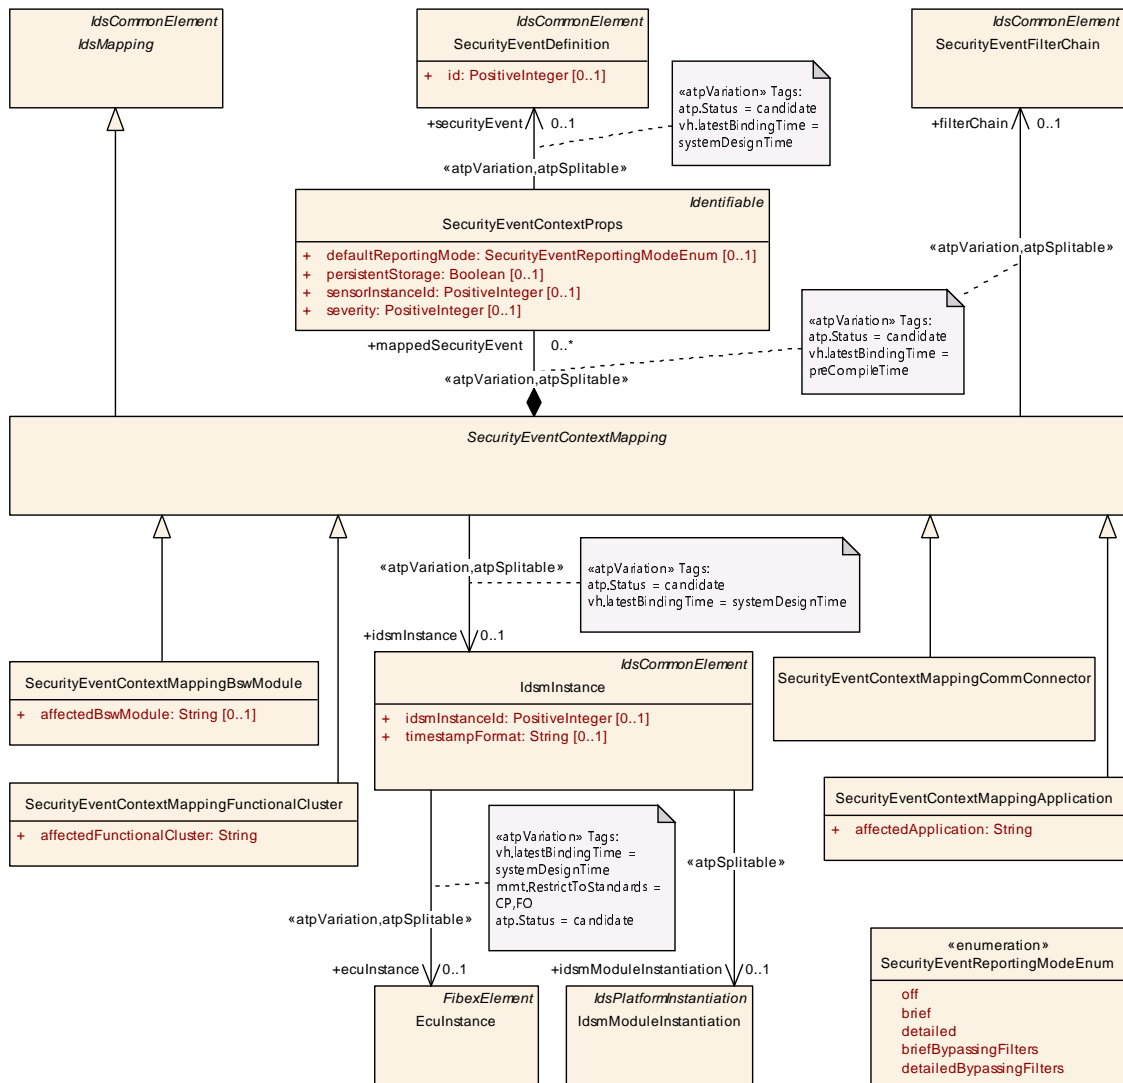 IdsCommonElement
IdsMapping
IdsCommonElement
SecurityEventDefinition
+ id: PositiveInteger [0..1]
IdsCommonElement
SecurityEventFilterChain
«atpVariation» Tags:
atp.Status = candidate
vh.latestBindingTime =
systemDesignTime
+securityEvent 0..1
+filterChain 0..1
«atpVariation,atpSplitable»
Identifiable
SecurityEventContextProps
+ defaultReportingMode: SecurityEventReportingModeEnum [0..1]
+ persistentStorage: Boolean [0..1]
+ sensorInstanceId: PositiveInteger [0..1]
+ severity: PositiveInteger [0..1]
«atpVariation,atpSplitable»
«atpVariation» Tags:
atp.Status = candidate
vh.latestBindingTime =
preCompileTime
+mappedSecurityEvent 0..*
«atpVariation,atpSplitable»
SecurityEventContextMapping
«atpVariation,atpSplitable»
«atpVariation» Tags:
atp.Status = candidate
vh.latestBindingTime = systemDesignTime
+idsmInstance 0..1
SecurityEventContextMappingBswModule
+ affectedBswModule: String [0..1]
IdsCommonElement
IdsmInstance
+ idsmInstanceId: PositiveInteger [0..1]
+ timestampFormat: String [0..1]
SecurityEventContextMappingCommConnector
SecurityEventContextMappingFunctionalCluster
+ affectedFunctionalCluster: String
SecurityEventContextMappingApplication
+ affectedApplication: String
«atpVariation» Tags:
vh.latestBindingTime =
systemDesignTime
mmt.RestrictToStandards =
CP,FO
atp.Status = candidate
«atpSplitable»
«atpVariation,atpSplitable»
+ecuInstance 0..1
+idsmModuleInstantiation 0..1
FibexElement
EcuInstance
IdsPlatformInstantiation
IdsmModuleInstantiation
«enumeration»
SecurityEventReportingModeEnum
off
brief
detailed
briefBypassingFilters
detailedBypassingFilters